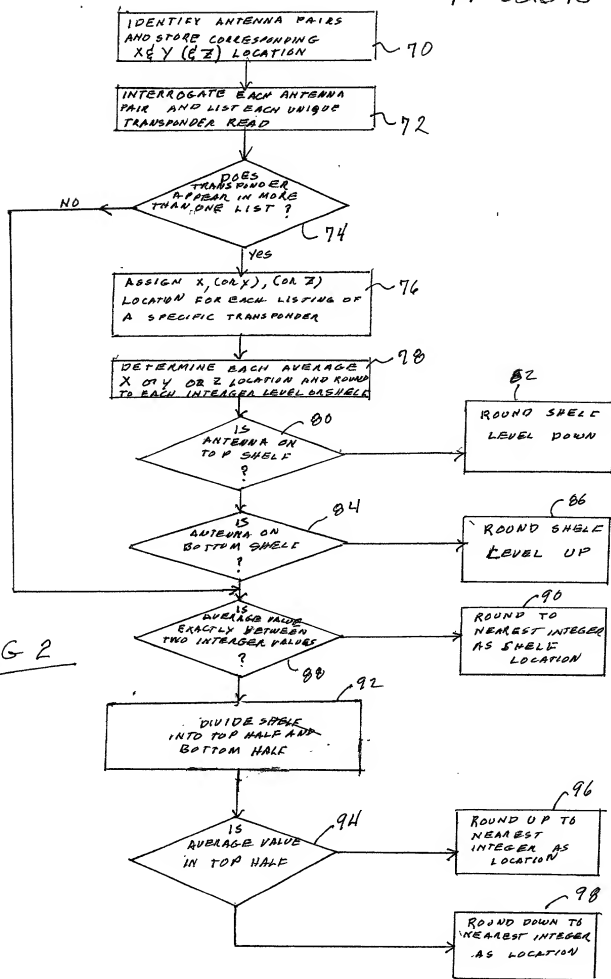 IDENTIFY ANTENNA PAIRS
AND STORE CORRESPONDING
X & Y (& Z) LOCATION
70
INTERROGATE EACH ANTENNA
PAIR AND LIST EACH UNIQUE
TRANSPONDER READ
72
DOES
TRANSPONDER
APPEAR IN MORE
THAN ONE LIST ?
74
NO
Yes
ASSIGN X, (OR Y), (OR Z)
LOCATION FOR EACH LISTING OF
A SPECIFIC TRANSPONDER
76
DETERMINE EACH AVERAGE
X OR Y OR Z LOCATION AND ROUND
TO EACH INTERGER LEVEL OR SHELF
78
IS
ANTENNA ON
TOP SHELF
?
80
82
ROUND SHELF
LEVEL DOWN
IS
ANTENNA ON
BOTTOM SHELF
?
84
86
ROUND SHELF
LEVEL UP
IS
AVERAGE VALUE
EXACTLY BETWEEN
TWO INTERGER VALUES
?
88
90
ROUND TO
NEAREST INTEGER
AS SHELF
LOCATION
G 2
92
DIVIDE SHELF
INTO TOP HALF AND
BOTTOM HALF
IS
AVERAGE VALUE
IN TOP HALF
94
96
ROUND UP TO
NEAREST
INTEGER AS
LOCATION
98
ROUND DOWN TO
NEAREST INTEGER
AS LOCATION